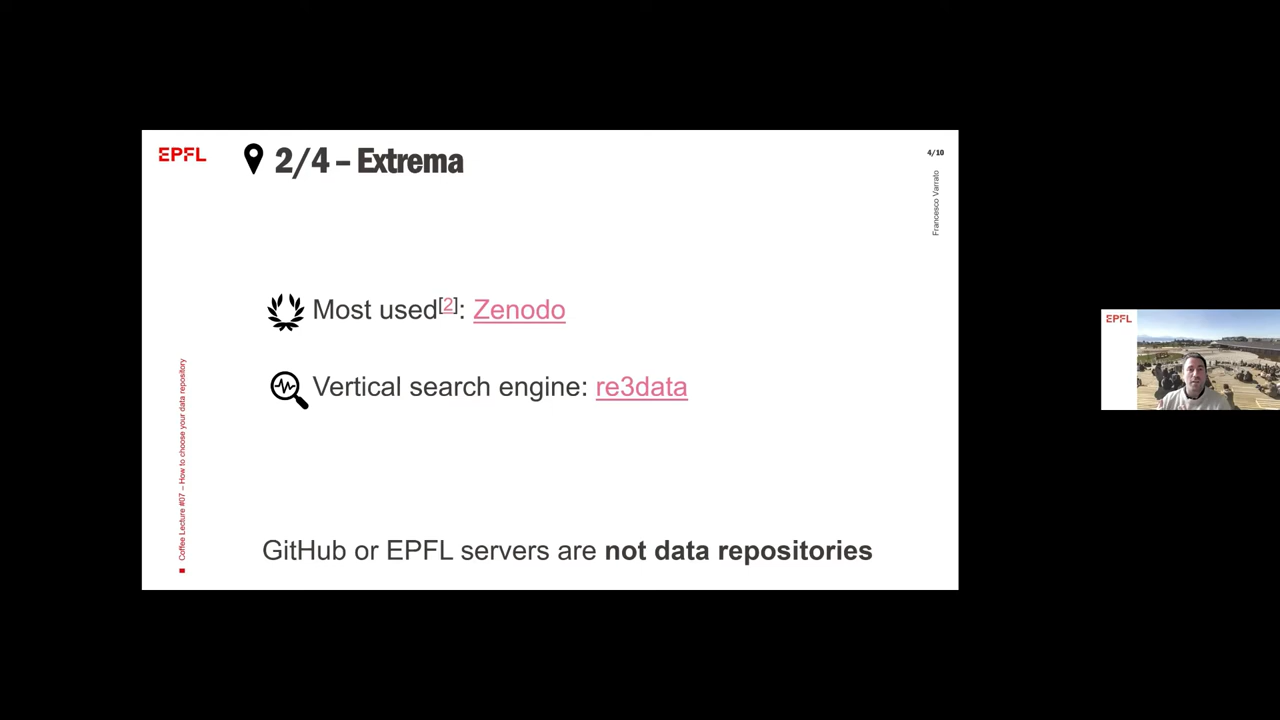 EPFL
2/4 – Extrema
4/10
Francesco Varrato
Most used[2]: Zenodo
Vertical search engine: re3data
GitHub or EPFL servers are not data repositories
Coffee Lecture #07 – How to choose your data repository
EPFL